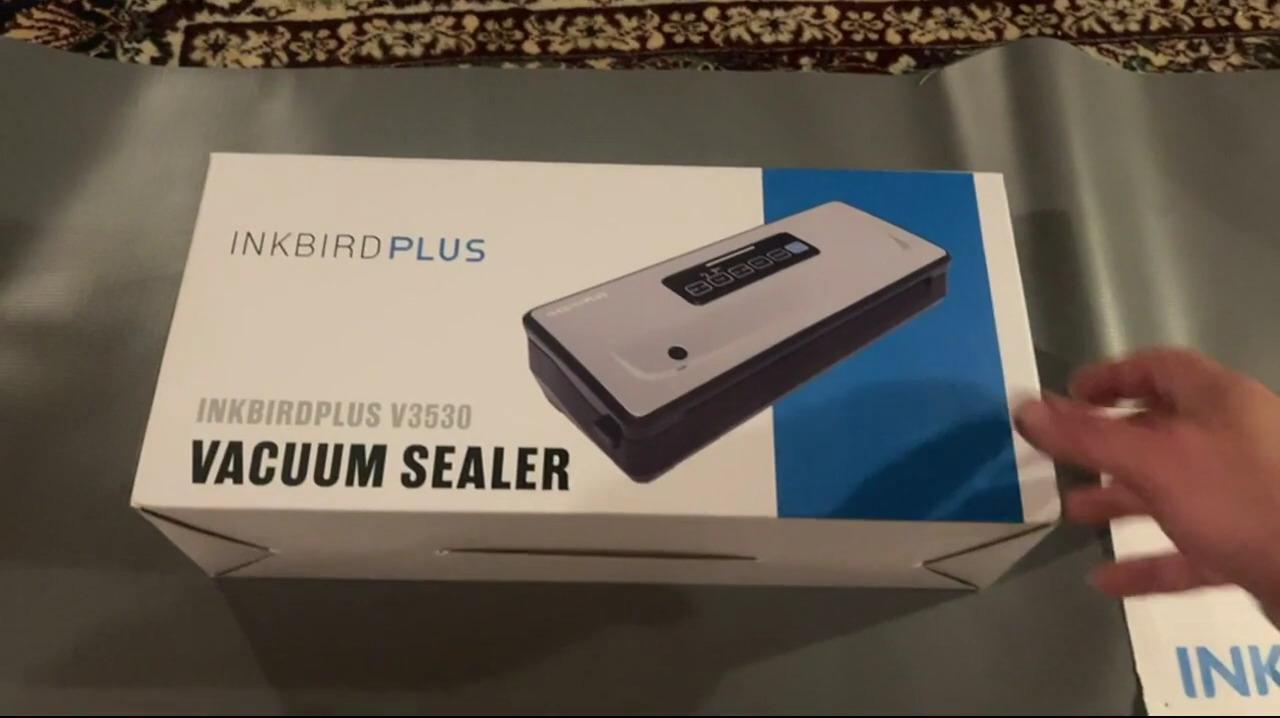 INKBIRDPLUS
INKBIRDPLUS V3530
VACUUM SEALER
INK